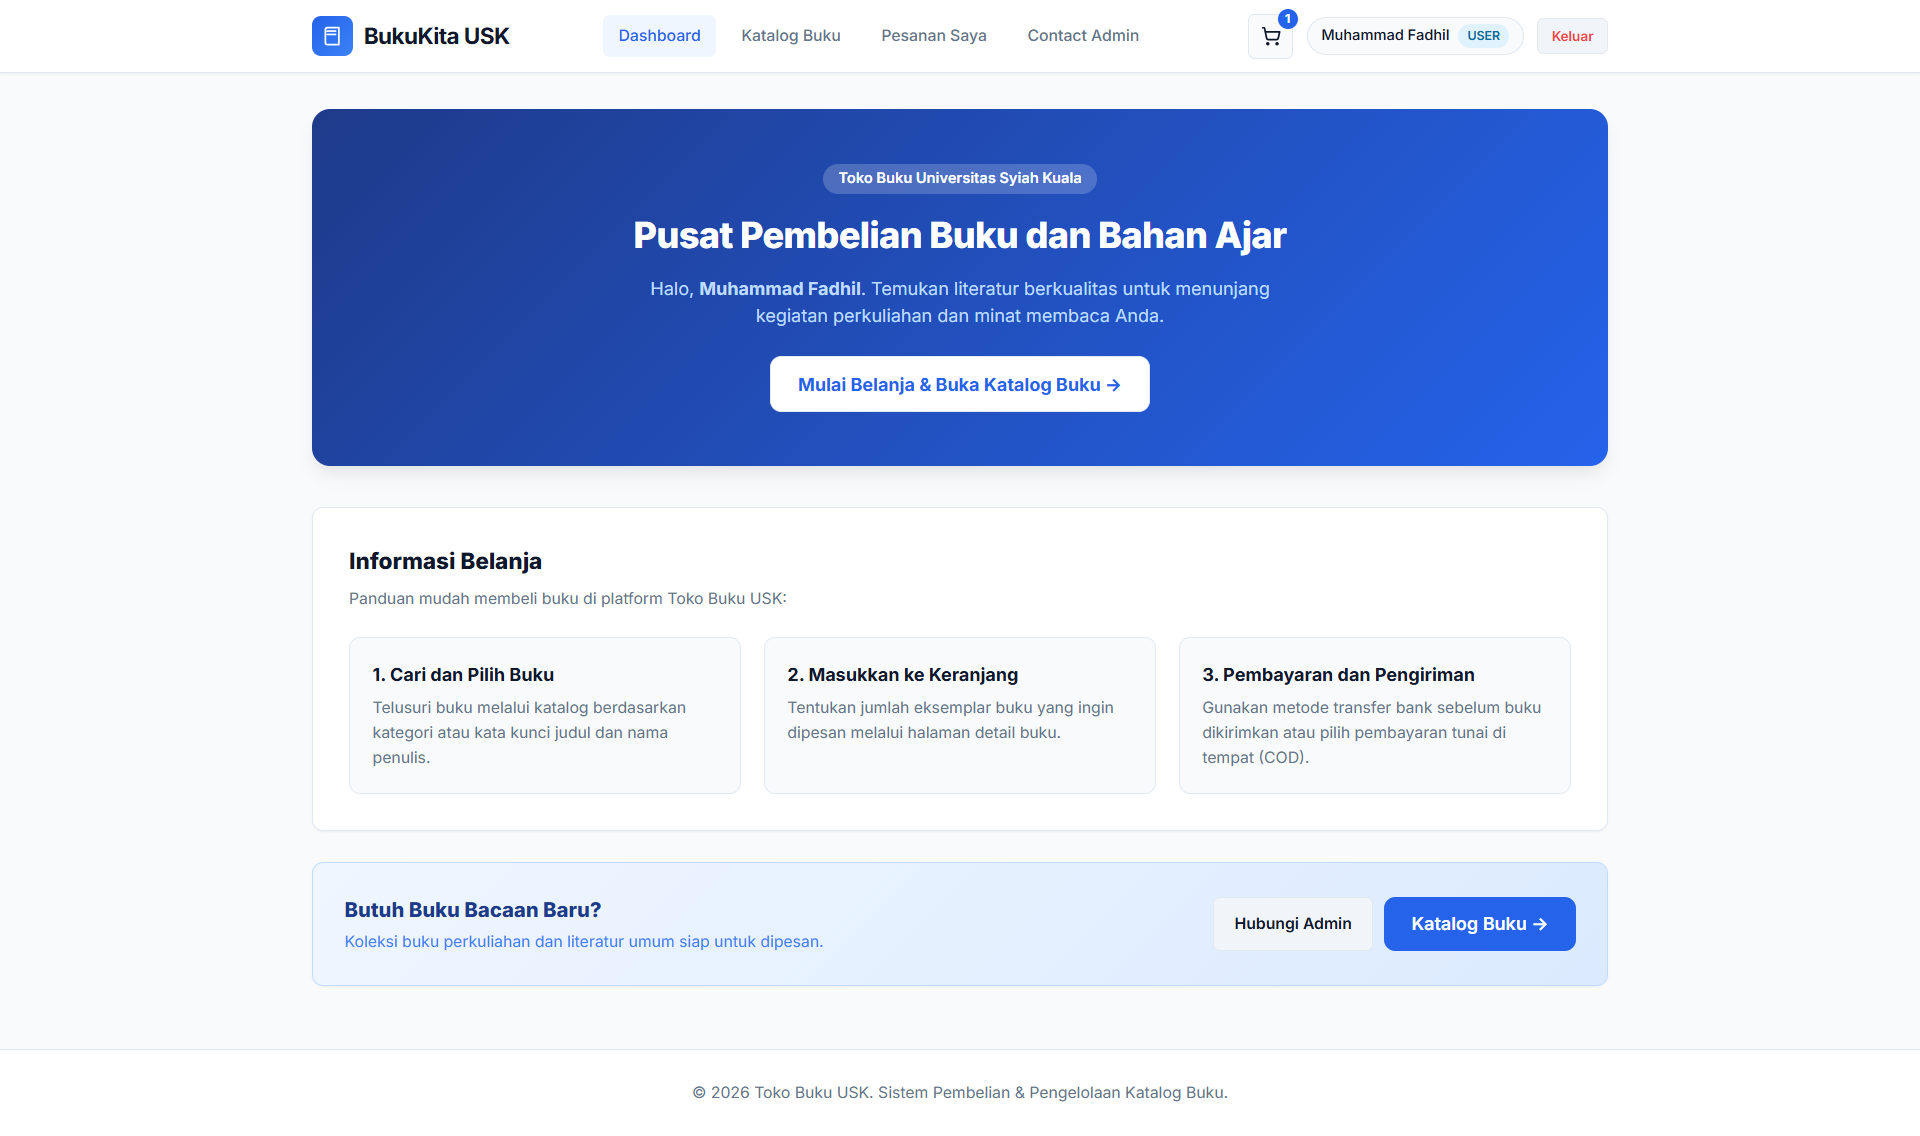 BukuKita USK
Dashboard
Katalog Buku
Pesanan Saya
Contact Admin
1
Muhammad Fadhil
USER
Keluar
Toko Buku Universitas Syiah Kuala
Pusat Pembelian Buku dan Bahan Ajar
Halo, Muhammad Fadhil. Temukan literatur berkualitas untuk menunjang
kegiatan perkuliahan dan minat membaca Anda.
Mulai Belanja & Buka Katalog Buku →
Informasi Belanja
Panduan mudah membeli buku di platform Toko Buku USK:
1. Cari dan Pilih Buku
Telusuri buku melalui katalog berdasarkan
kategori atau kata kunci judul dan nama
penulis.
2. Masukkan ke Keranjang
Tentukan jumlah eksemplar buku yang ingin
dipesan melalui halaman detail buku.
3. Pembayaran dan Pengiriman
Gunakan metode transfer bank sebelum buku
dikirimkan atau pilih pembayaran tunai di
tempat (COD).
Butuh Buku Bacaan Baru?
Koleksi buku perkuliahan dan literatur umum siap untuk dipesan.
Hubungi Admin
Katalog Buku →
© 2026 Toko Buku USK. Sistem Pembelian & Pengelolaan Katalog Buku.